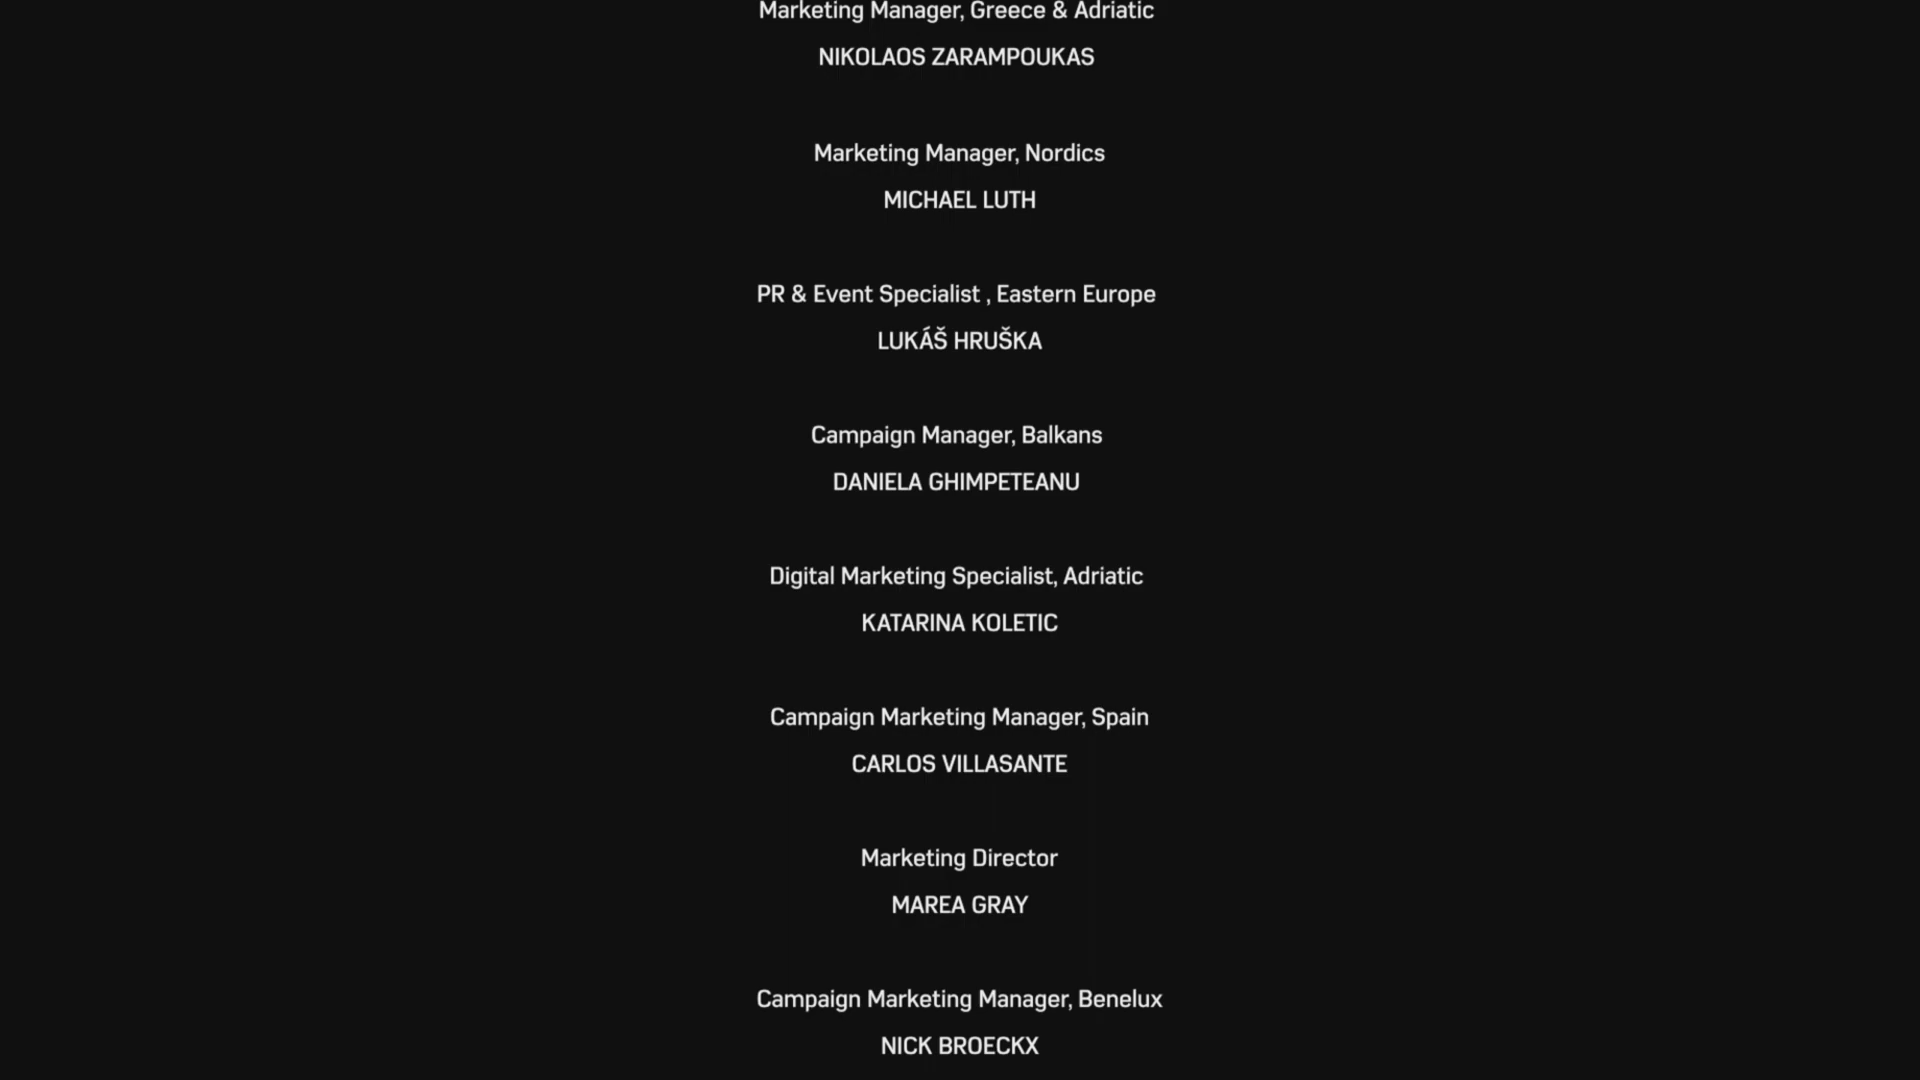 Marketing Manager, Greece & Adriatic
NIKOLAOS ZARAMPOUKAS
Marketing Manager, Nordics
MICHAEL LUTH
PR & Event Specialist , Eastern Europe
LUKÁŠ HRUŠKA
Campaign Manager, Balkans
DANIELA GHIMPETEANU
Digital Marketing Specialist, Adriatic
KATARINA KOLETIC
Campaign Marketing Manager, Spain
CARLOS VILLASANTE
Marketing Director
MAREA GRAY
Campaign Marketing Manager, Benelux
NICK BROECKX